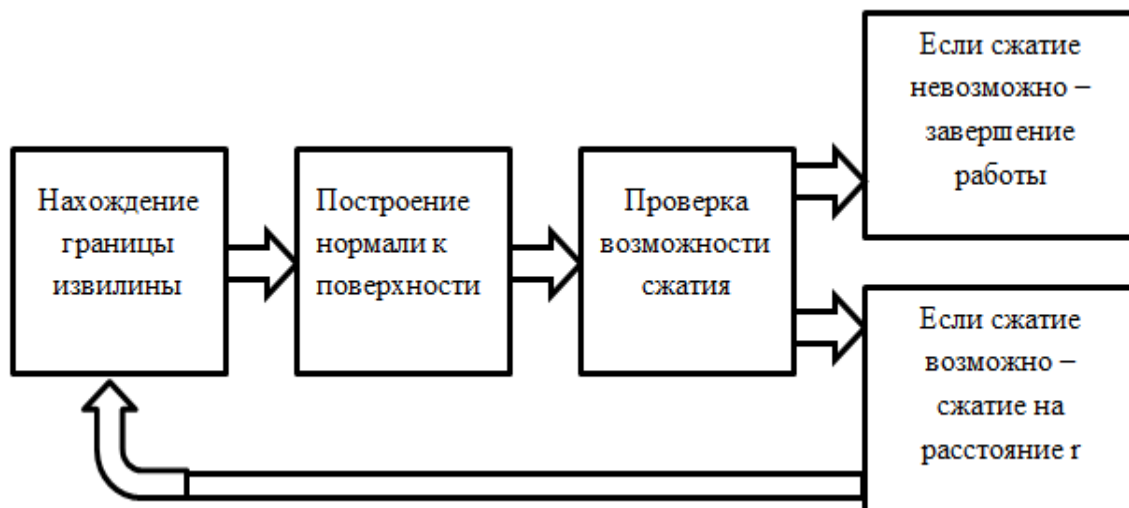 Нахождение
границы
извилины
Построение
нормали к
поверхности
Проверка
возможности
сжатия
Если сжатие
невозможно –
завершение
работы
Если сжатие
возможно –
сжатие на
расстояние r